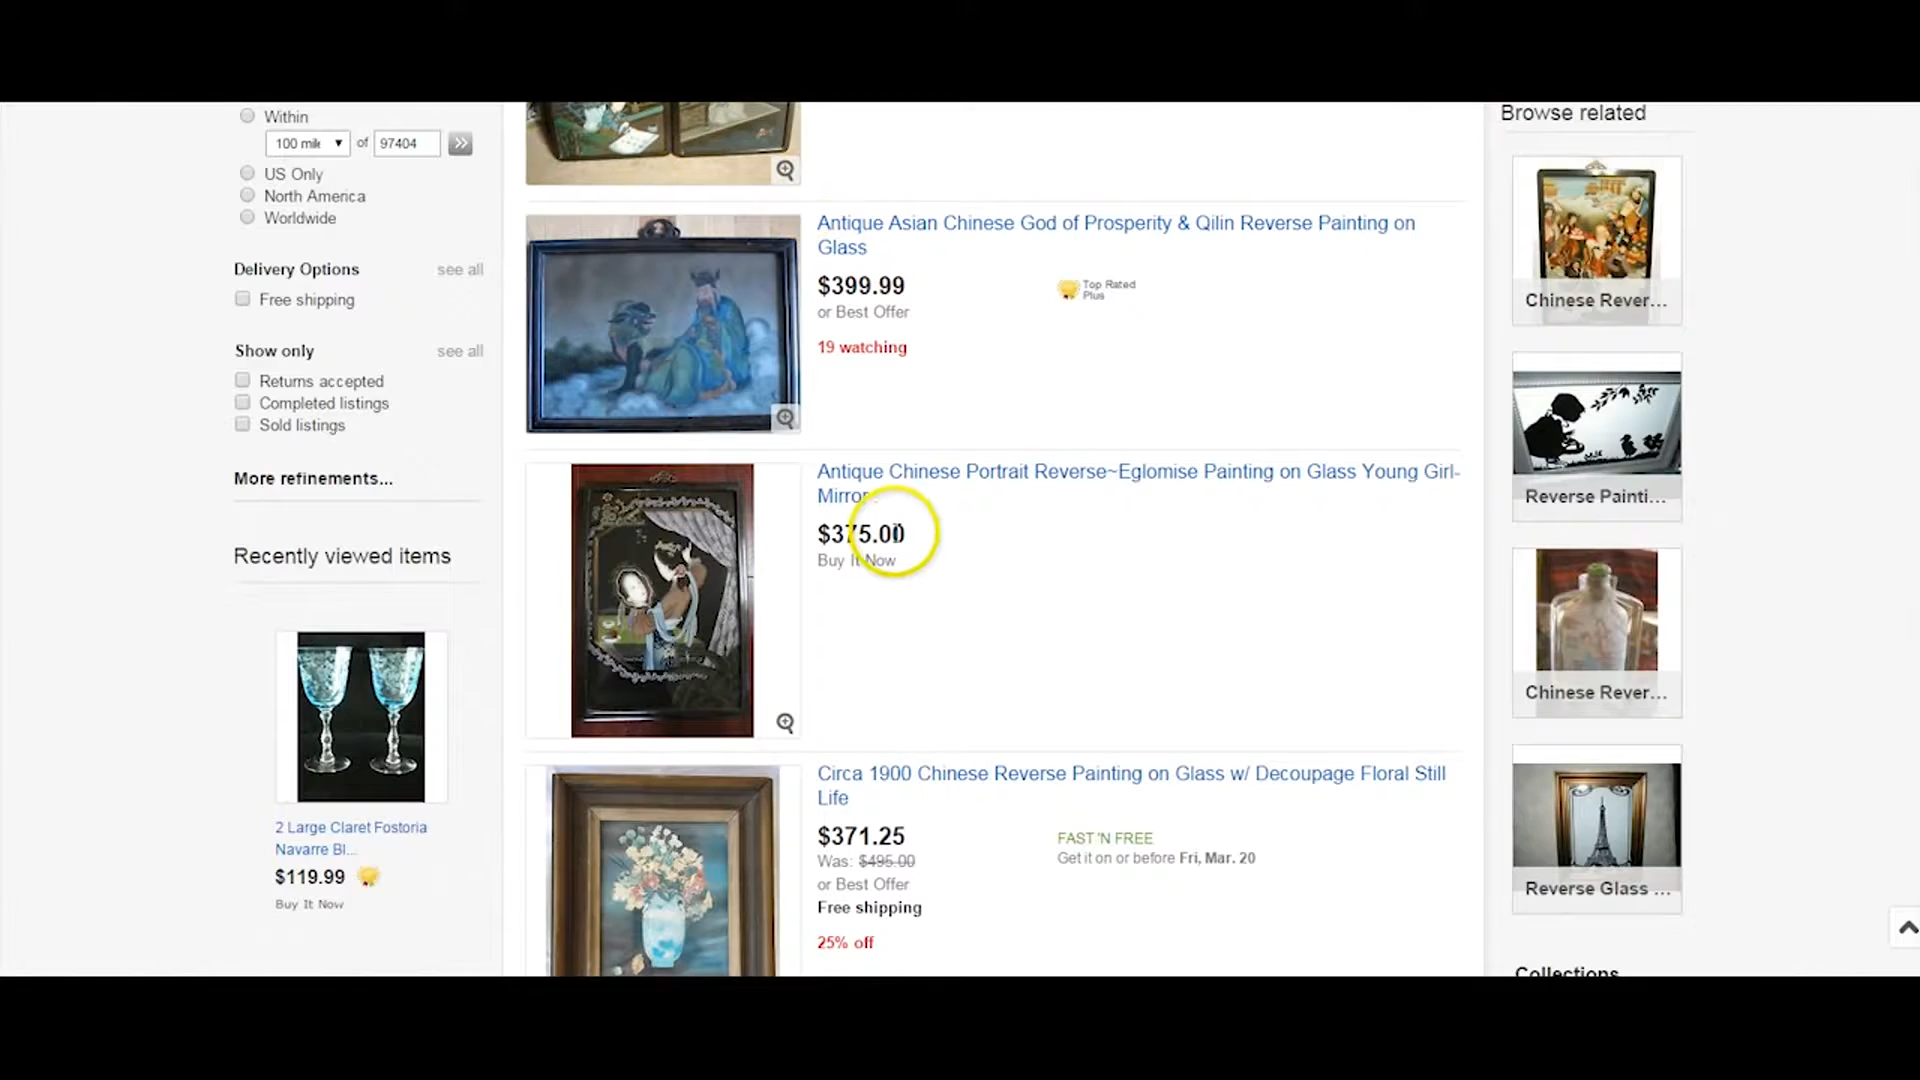 Within
100 mile
of
97404
US Only
North America
Worldwide
Delivery Options
see all
Free shipping
Show only
see all
Returns accepted
Completed listings
Sold listings
More refinements...
Recently viewed items
2 Large Claret Fostoria
Navarre Bl...
$119.99
Buy It Now
Antique Asian Chinese God of Prosperity & Qilin Reverse Painting on
Glass
$399.99
Top Rated
Plus
or Best Offer
19 watching
Antique Chinese Portrait Reverse~Eglomise Painting on Glass Young Girl-
Mirror
$375.00
Buy It Now
Circa 1900 Chinese Reverse Painting on Glass w/ Decoupage Floral Still
Life
$371.25
FAST 'N FREE
Was: $495.00
Get it on or before Fri, Mar. 20
or Best Offer
Free shipping
25% off
Browse related
Chinese Rever...
Reverse Painti...
Chinese Rever...
Reverse Glass ...
Collections